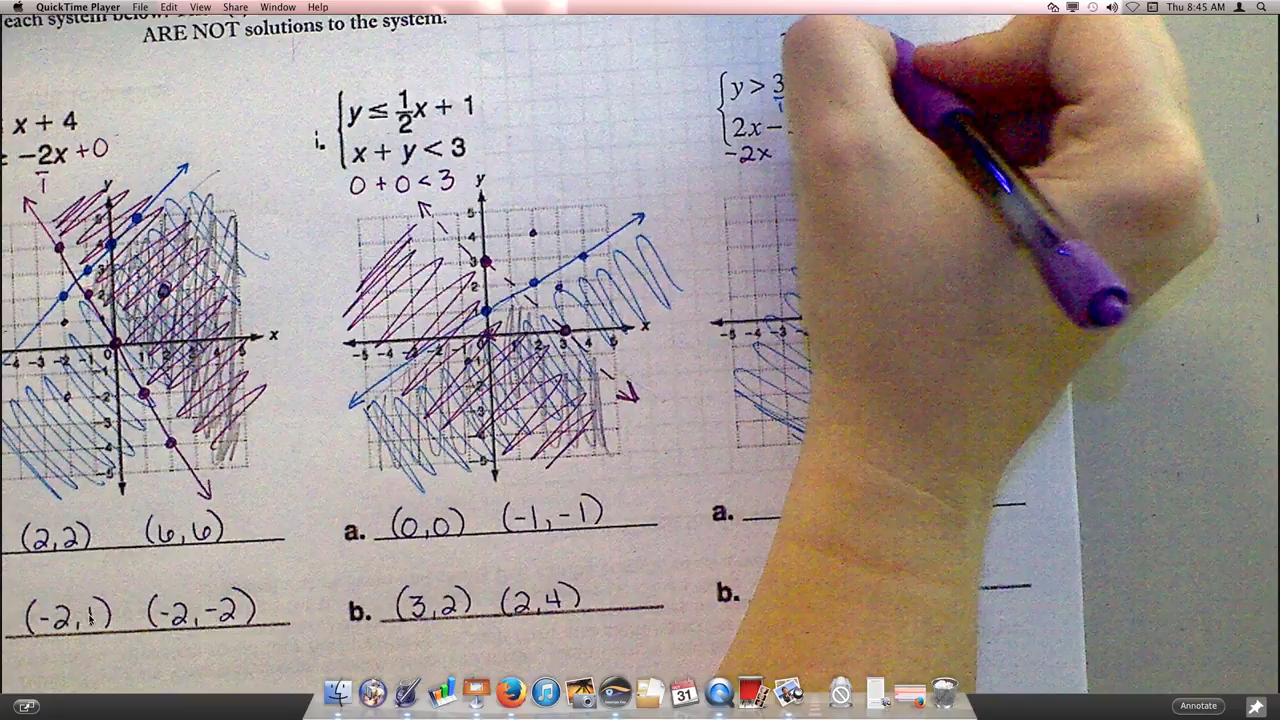 QuickTime Player File Edit View Share Window Help
Thu 8:45 AM
each system below.
ARE NOT solutions to the system.
x + 4
-2x +0
1
i.
y ≤ 1/2x + 1
x + y < 3
0 + 0 < 3
y > 3
2x -
-2x
y
x
y
x
(2,2) (6,6)
(-2,1) (-2,-2)
a. (0,0) (-1,-1)
b. (3,2) (2,4)
a.
b.
31
Annotate